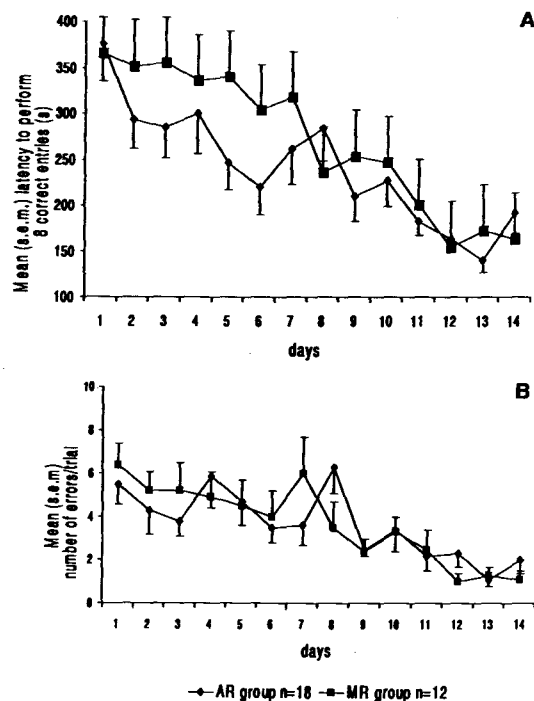 A
Mean (s.e.m.) latency to perform
8 correct entries (s)
400
350
300
250
200
150
100
1 2 3 4 5 6 7 8 9 10 11 12 13 14
days
B
Mean (s.e.m)
number of errors/trial
10
8
6
4
2
0
1 2 3 4 5 6 7 8 9 10 11 12 13 14
days
AR group n=18 MR group n=12